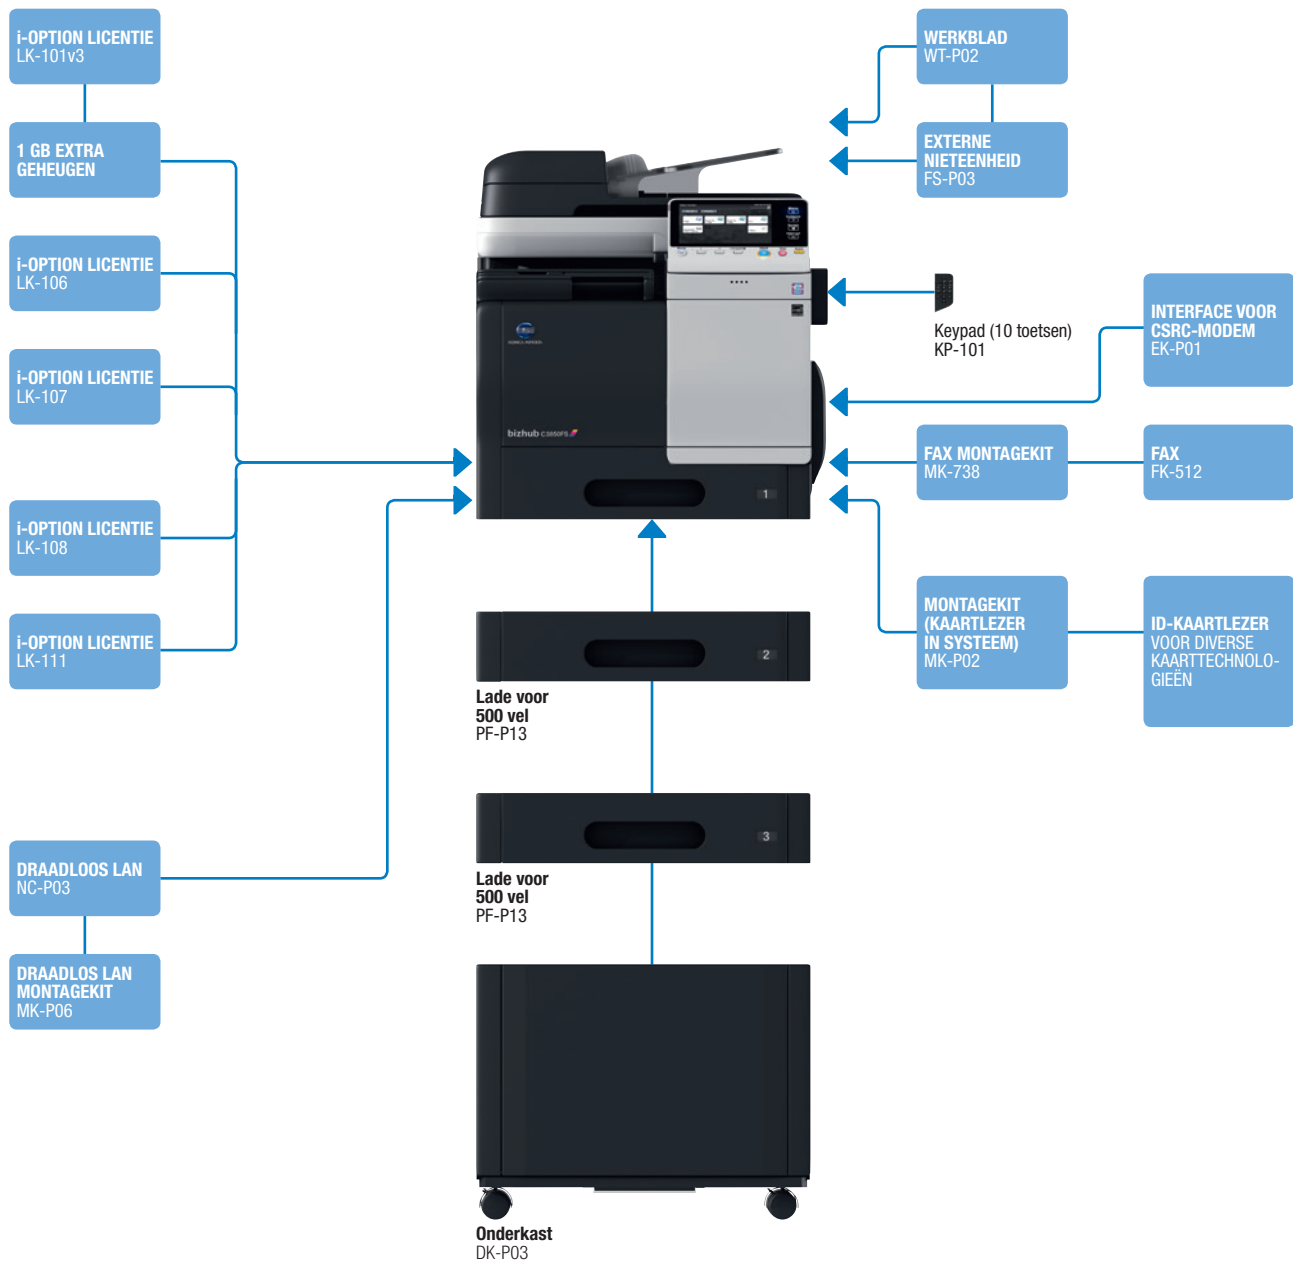 i-OPTION LICENTIE
LK-101v3
1 GB EXTRA
GEHEUGEN
i-OPTION LICENTIE
LK-106
i-OPTION LICENTIE
LK-107
i-OPTION LICENTIE
LK-108
i-OPTION LICENTIE
LK-111
DRAADLOOS LAN
NC-P03
DRAADLOS LAN
MONTAGEKIT
MK-P06
KONICA MINOLTA
bizhub C3850FS
1
2
Lade voor
500 vel
PF-P13
3
Lade voor
500 vel
PF-P13
Onderkast
DK-P03
WERKBLAD
WT-P02
EXTERNE
NIETEENHEID
FS-P03
Keypad (10 toetsen)
KP-101
INTERFACE VOOR
CSRC-MODEM
EK-P01
FAX MONTAGEKIT
MK-738
FAX
FK-512
MONTAGEKIT
(KAARTLEZER
IN SYSTEEM)
MK-P02
ID-KAARTLEZER
VOOR DIVERSE
KAARTTECHNOLO-
GIEËN